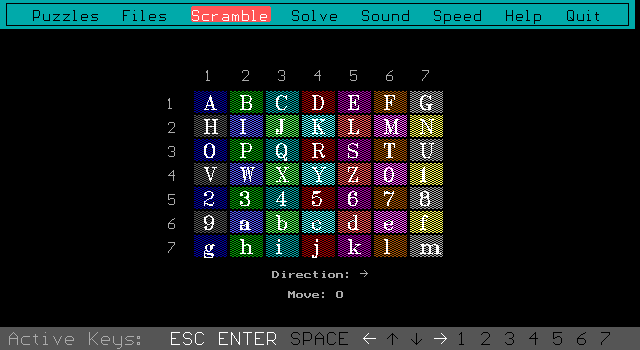 Puzzles Files Scramble Solve Sound Speed Help Quit
1 2 3 4 5 6 7
1 A B C D E F G
2 H I J K L M N
3 O P Q R S T U
4 V W X Y Z 0 1
5 2 3 4 5 6 7 8
6 9 a b c d e f
7 g h i j k l m
Direction: →
Move: 0
Active Keys: ESC ENTER SPACE ← ↑ ↓ → 1 2 3 4 5 6 7